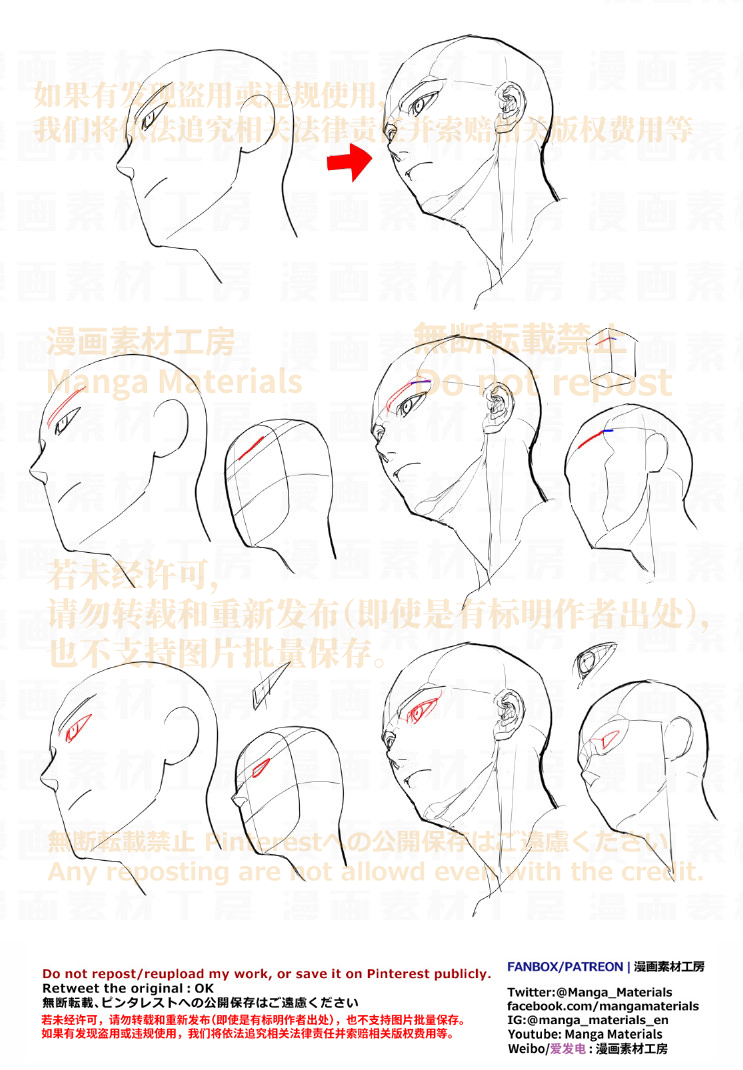 如果有发现盗用或违规使用,
我们将依法追究相关法律责任并索赔相关版权费用等
漫画素材工房
Manga Materials
無断転載禁止
Do not repost
若未经许可,
请勿转载和重新发布(即使是有标明作者出处),
也不支持图片批量保存。
無断転載禁止 Pinterestへの公開保存はご遠慮ください
Any reposting are not allowd even with the credit.
Do not repost/reupload my work, or save it on Pinterest publicly.
Retweet the original : OK
無断転載、ピンタレストへの公開保存はご遠慮ください
若未经许可，请勿转载和重新发布(即使是有标明作者出处)，也不支持图片批量保存。
如果有发现盗用或违规使用，我们将依法追究相关法律责任并索赔相关版权费用等。
FANBOX/PATREON | 漫画素材工房
Twitter:@Manga_Materials
facebook.com/mangamaterials
IG:@manga_materials_en
Youtube: Manga Materials
Weibo/爱发电 : 漫画素材工房